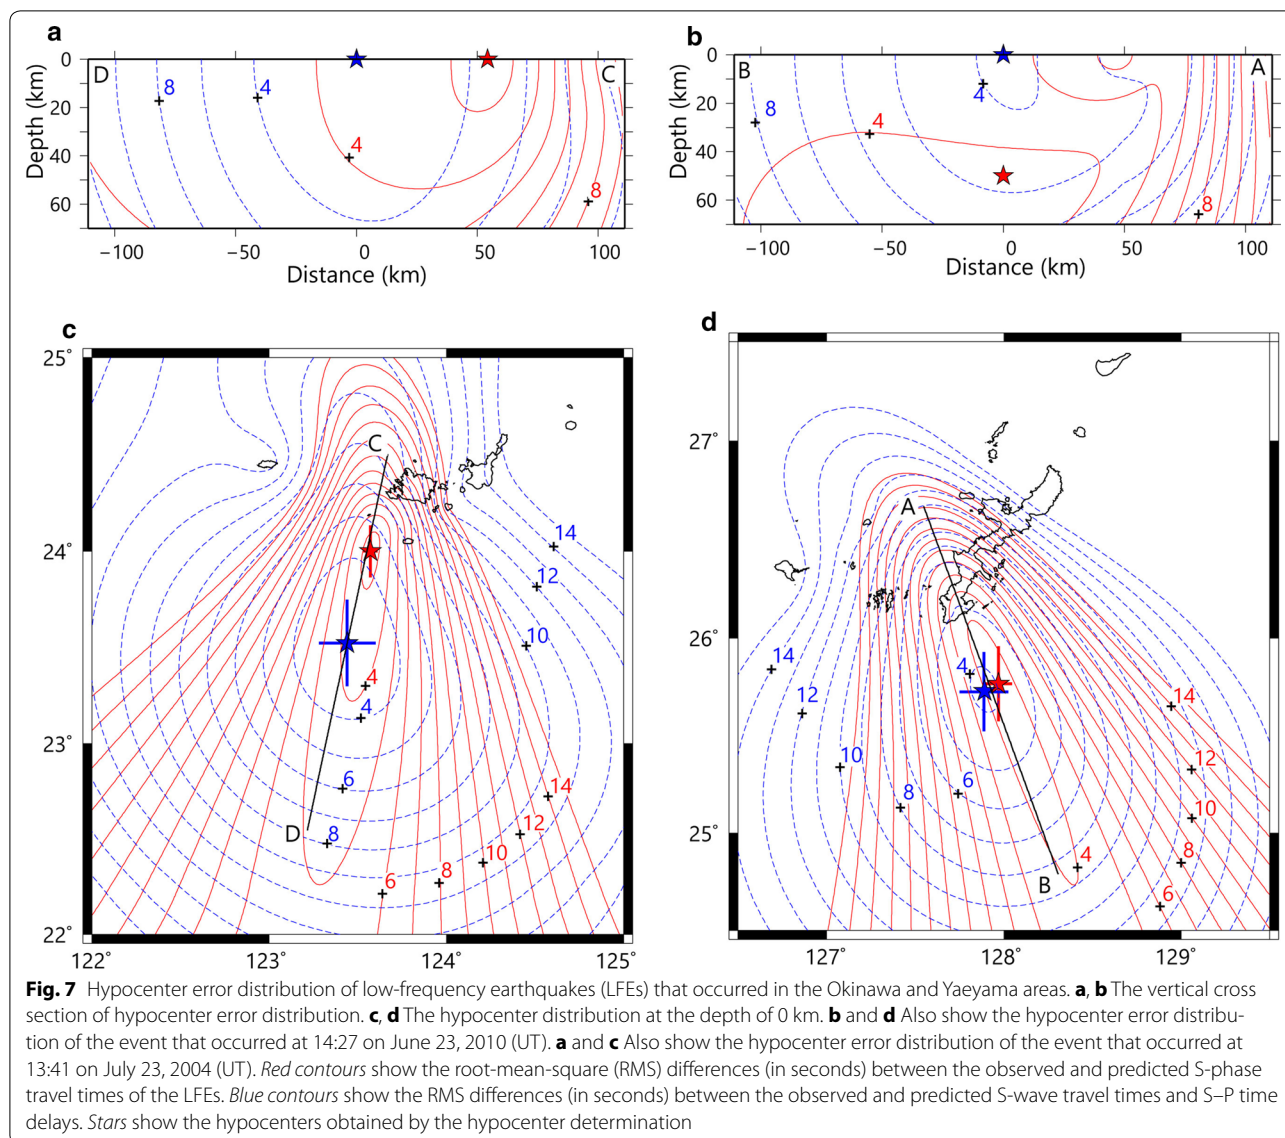 a
b
0
20
40
60
Depth (km)
D
C
8
4
4
8
−100
−50
0
50
100
Distance (km)
0
20
40
60
Depth (km)
B
A
8
4
4
8
−100
−50
0
50
100
Distance (km)
c
d
25˚
24˚
23˚
22˚
122˚
123˚
124˚
125˚
C
D
14
12
10
4
4
6
8
14
12
10
8
6
27˚
26˚
25˚
127˚
128˚
129˚
A
B
4
14
12
10
8
6
14
12
10
8
6
4
Fig. 7 Hypocenter error distribution of low-frequency earthquakes (LFEs) that occurred in the Okinawa and Yaeyama areas. a, b The vertical cross
section of hypocenter error distribution. c, d The hypocenter distribution at the depth of 0 km. b and d Also show the hypocenter error distribu-
tion of the event that occurred at 14:27 on June 23, 2010 (UT). a and c Also show the hypocenter error distribution of the event that occurred at
13:41 on July 23, 2004 (UT). Red contours show the root-mean-square (RMS) differences (in seconds) between the observed and predicted S-phase
travel times of the LFEs. Blue contours show the RMS differences (in seconds) between the observed and predicted S-wave travel times and S–P time
delays. Stars show the hypocenters obtained by the hypocenter determination